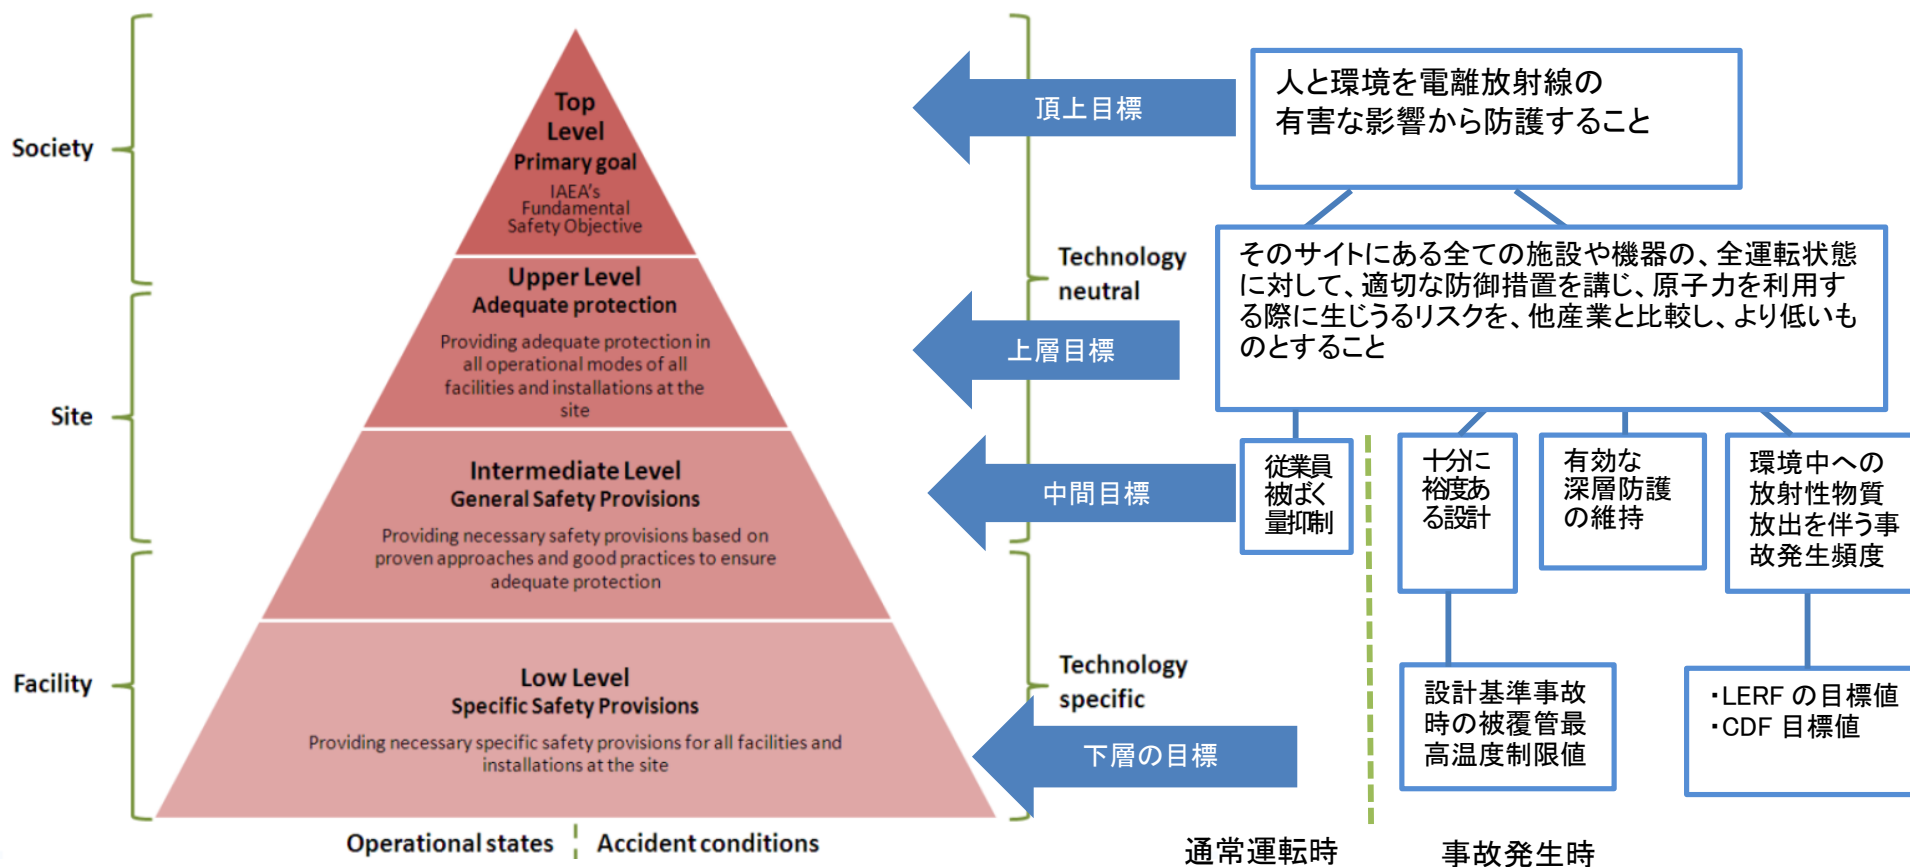 Society
Site
Facility
Top
Level
Primary goal
IAEA's
Fundamental
Safety Objective
Upper Level
Adequate protection
Providing adequate protection in
all operational modes of all
facilities and installations at the
site
Intermediate Level
General Safety Provisions
Providing necessary safety provisions based on
proven approaches and good practices to ensure
adequate protection
Low Level
Specific Safety Provisions
Providing necessary specific safety provisions for all facilities and
installations at the site
Operational states
Accident conditions
Technology
neutral
Technology
specific
頂上目標
上層目標
中間目標
下層の目標
人と環境を電離放射線の
有害な影響から防護すること
そのサイトにある全ての施設や機器の、全運転状態
に対して、適切な防御措置を講じ、原子力を利用す
る際に生じうるリスクを、他産業と比較し、より低いも
のとすること
従業員
被ばく
量抑制
十分に
裕度あ
る設計
有効な
深層防護
の維持
環境中への
放射性物質
放出を伴う事
故発生頻度
設計基準事故
時の被覆管最
高温度制限値
・LERF の目標値
・CDF 目標値
通常運転時
事故発生時